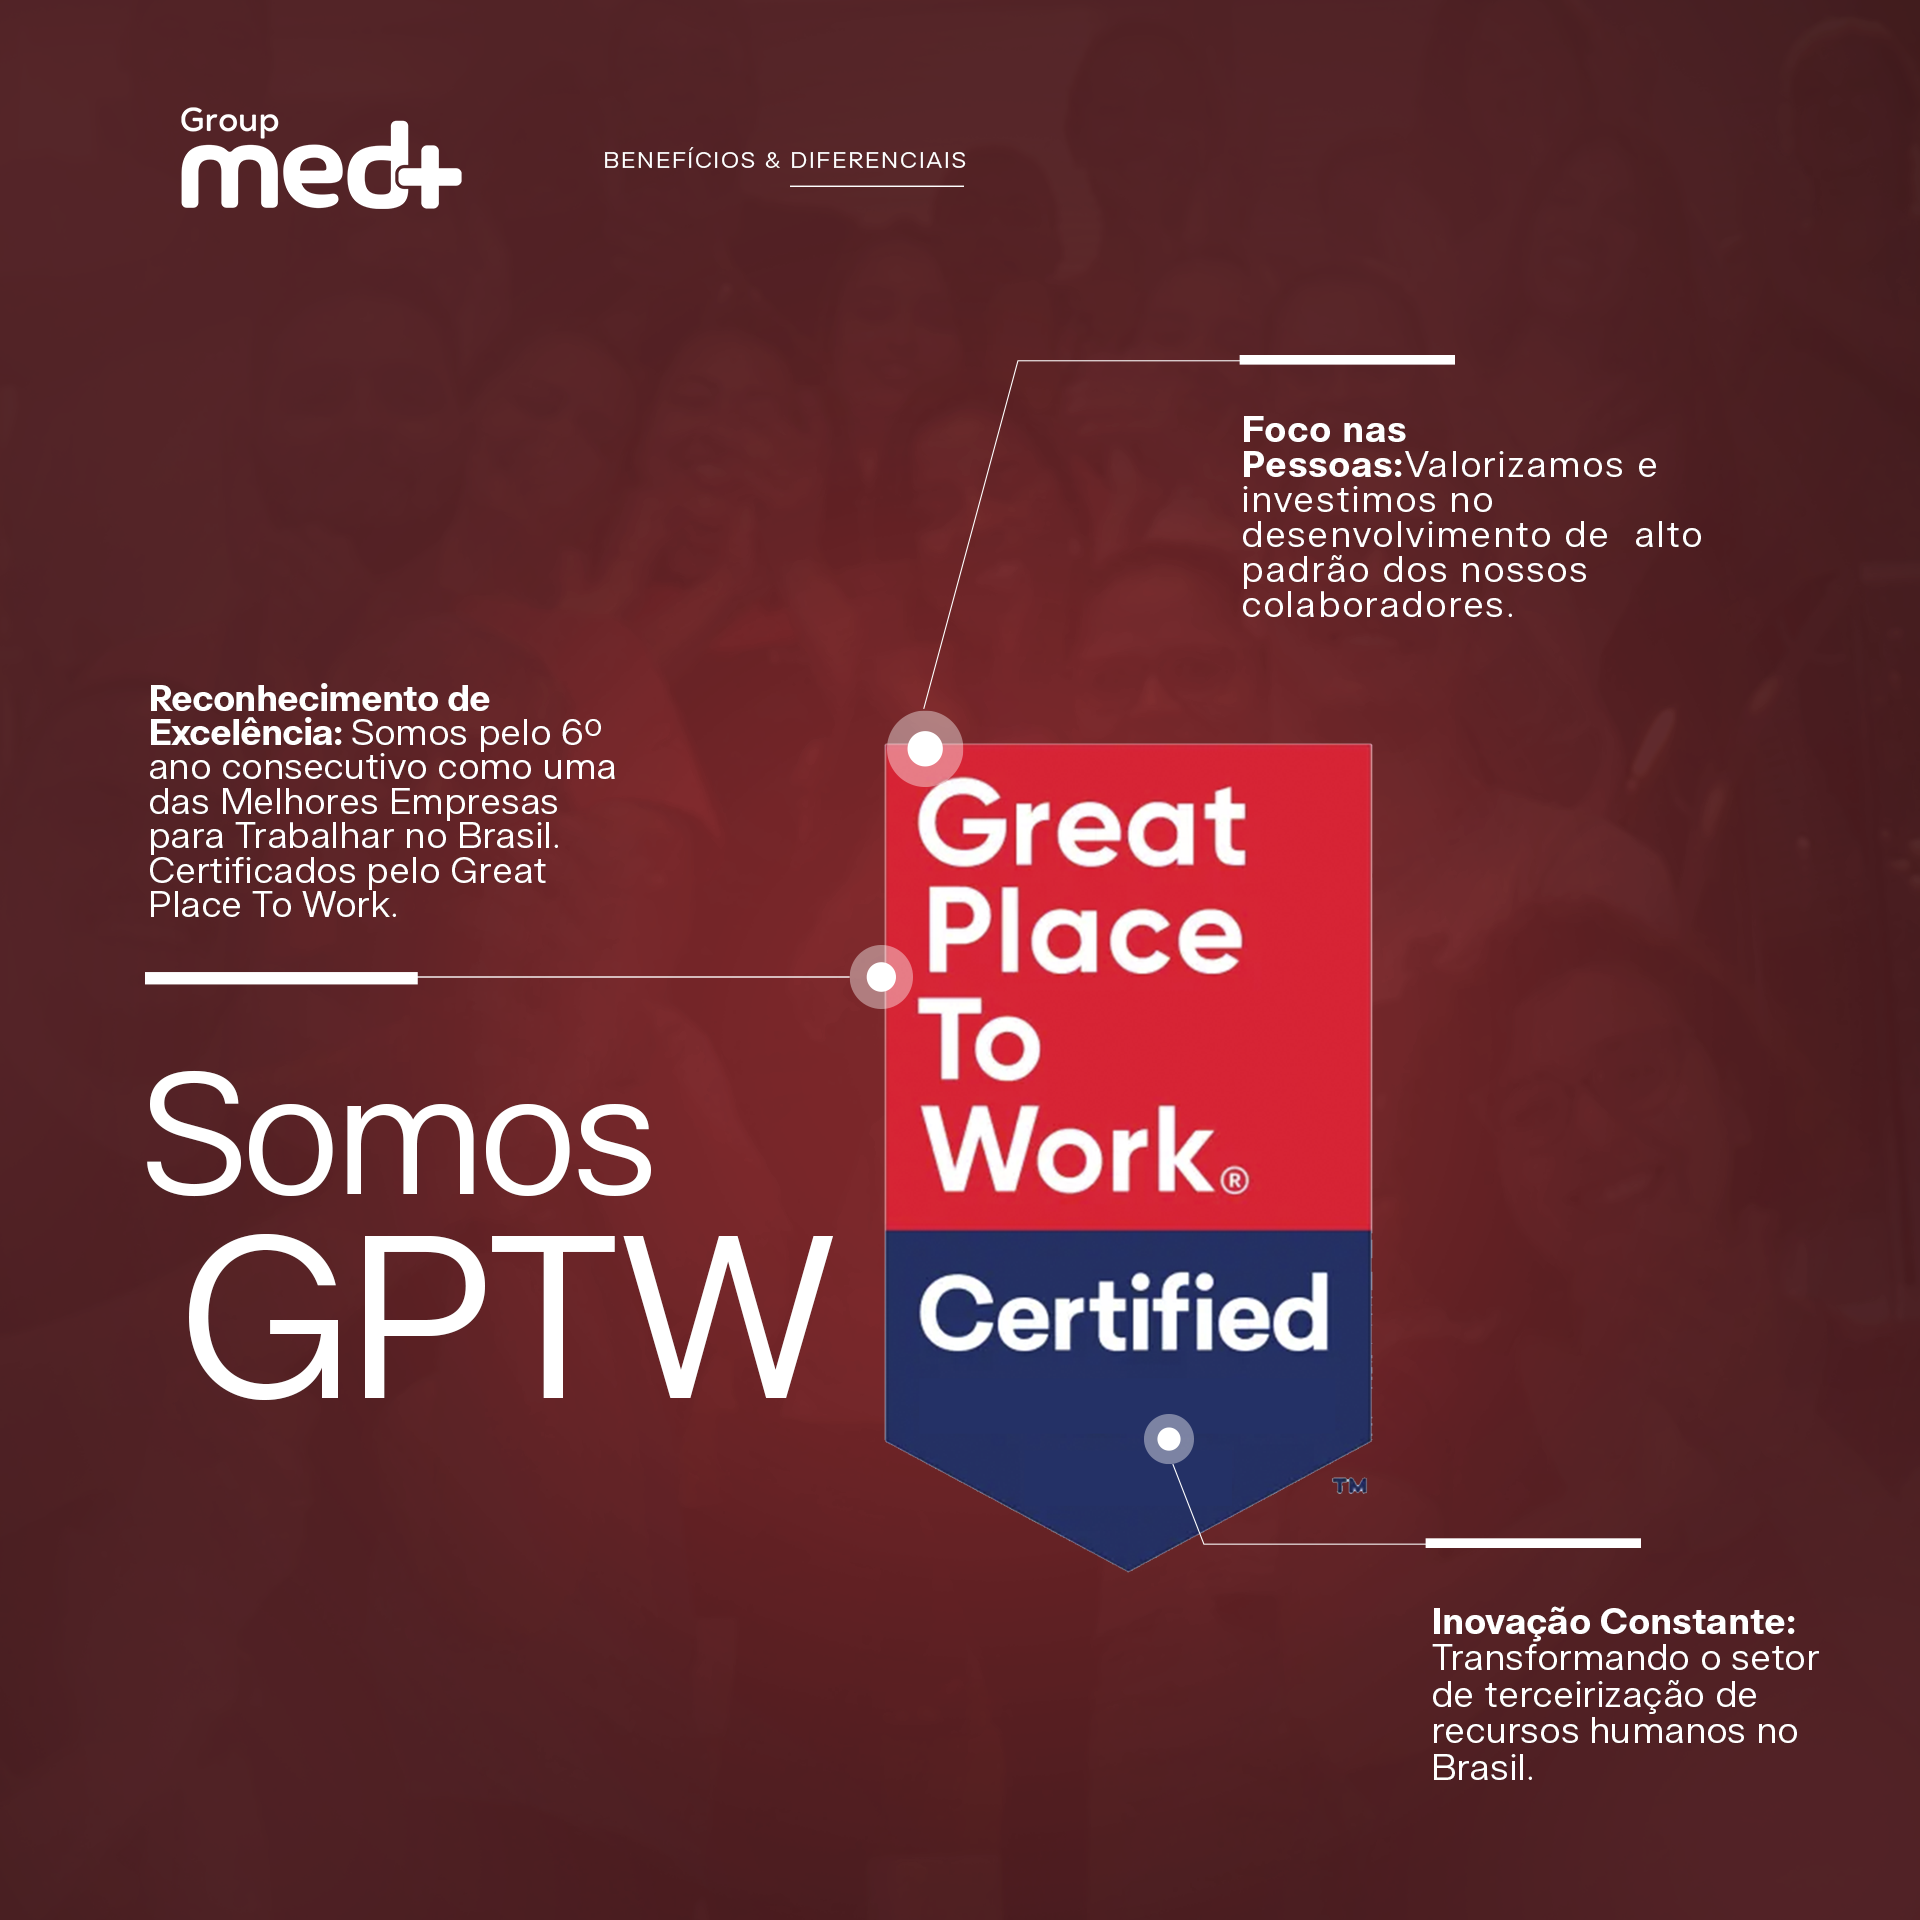 Group
med+
BENEFÍCIOS & DIFERENCIAIS
Foco nas
Pessoas:Valorizamos e
investimos no
desenvolvimento de  alto
padrão dos nossos
colaboradores.
Reconhecimento de
Excelência: Somos pelo 6º
ano consecutivo como uma
das Melhores Empresas
para Trabalhar no Brasil.
Certificados pelo Great
Place To Work.
Somos
GPTW
Great
Place
To
Work®
Certified
TM
Inovação Constante:
Transformando o setor
de terceirização de
recursos humanos no
Brasil.